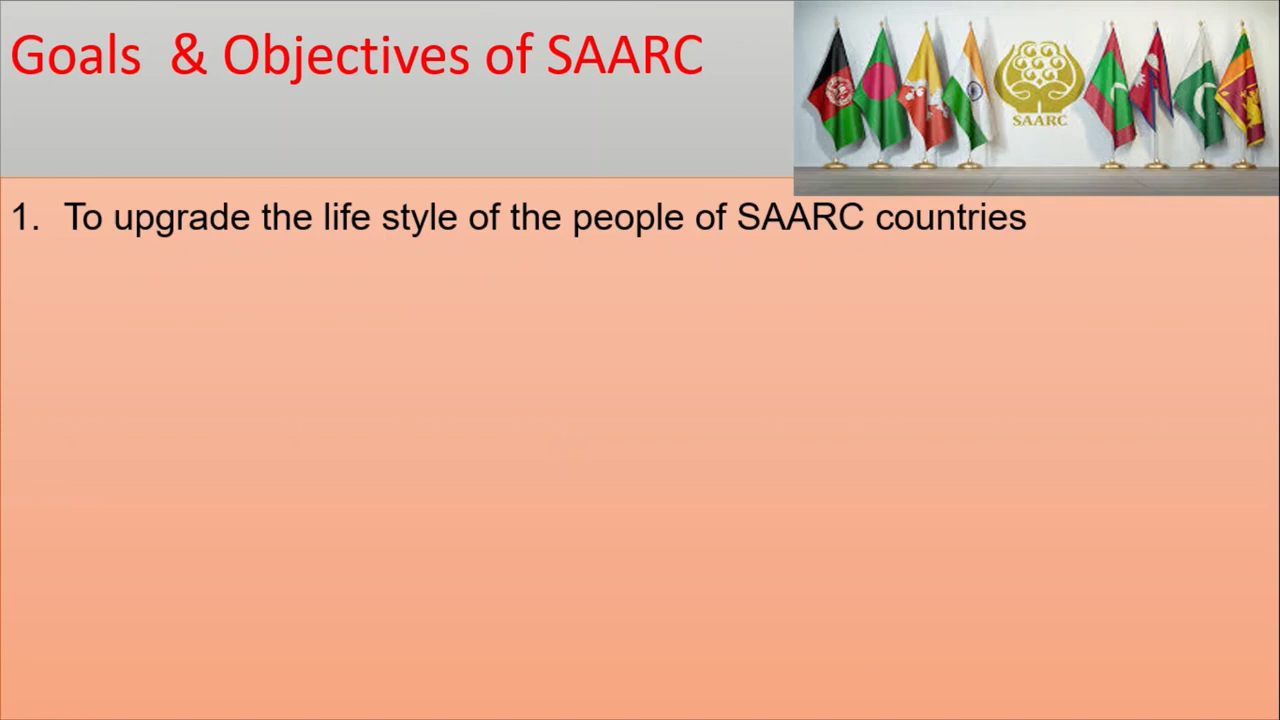 Goals & Objectives of SAARC
SAARC
1. To upgrade the life style of the people of SAARC countries